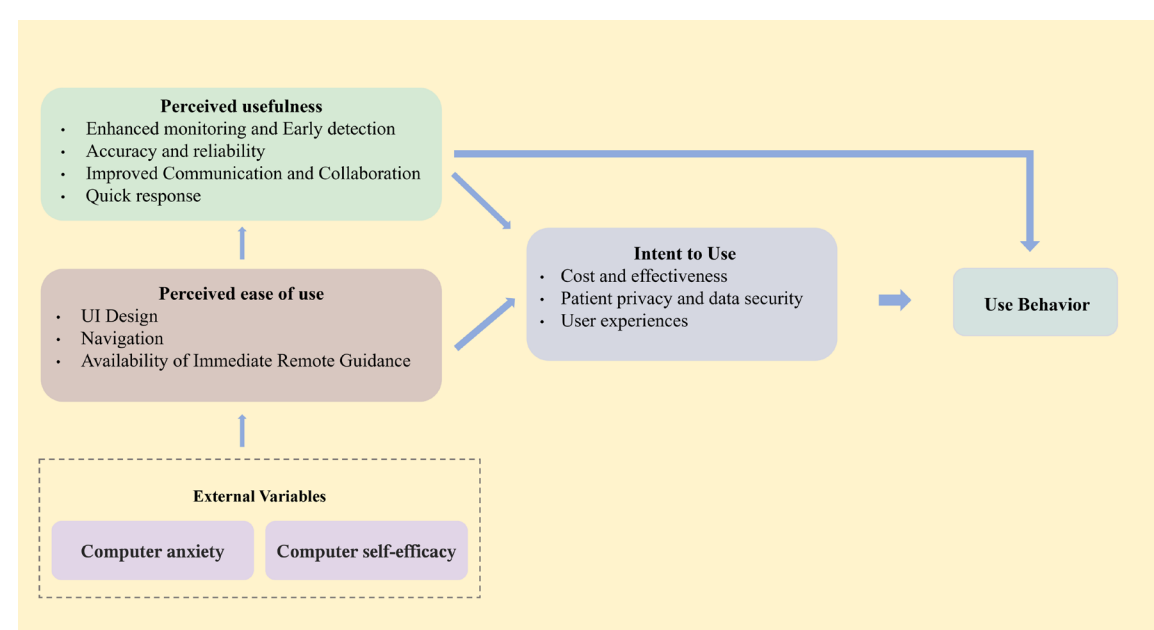 Perceived usefulness
• Enhanced monitoring and Early detection
• Accuracy and reliability
• Improved Communication and Collaboration
• Quick response
Perceived ease of use
• UI Design
• Navigation
• Availability of Immediate Remote Guidance
Intent to Use
• Cost and effectiveness
• Patient privacy and data security
• User experiences
Use Behavior
External Variables
Computer anxiety
Computer self-efficacy